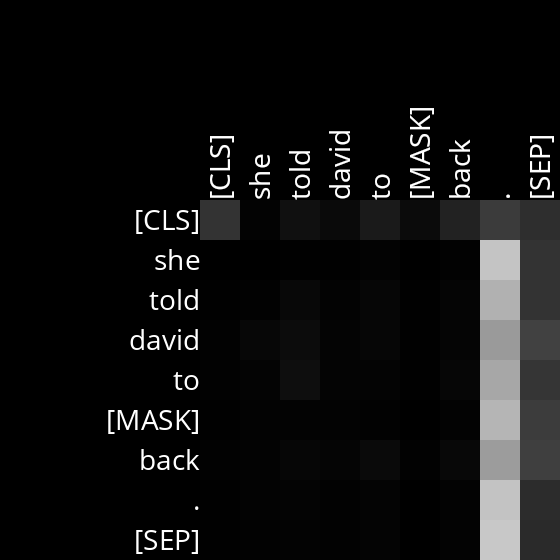 [CLS] she told david to [MASK] back . [SEP]
[CLS]
she
told
david
to
[MASK]
back
.
[SEP]